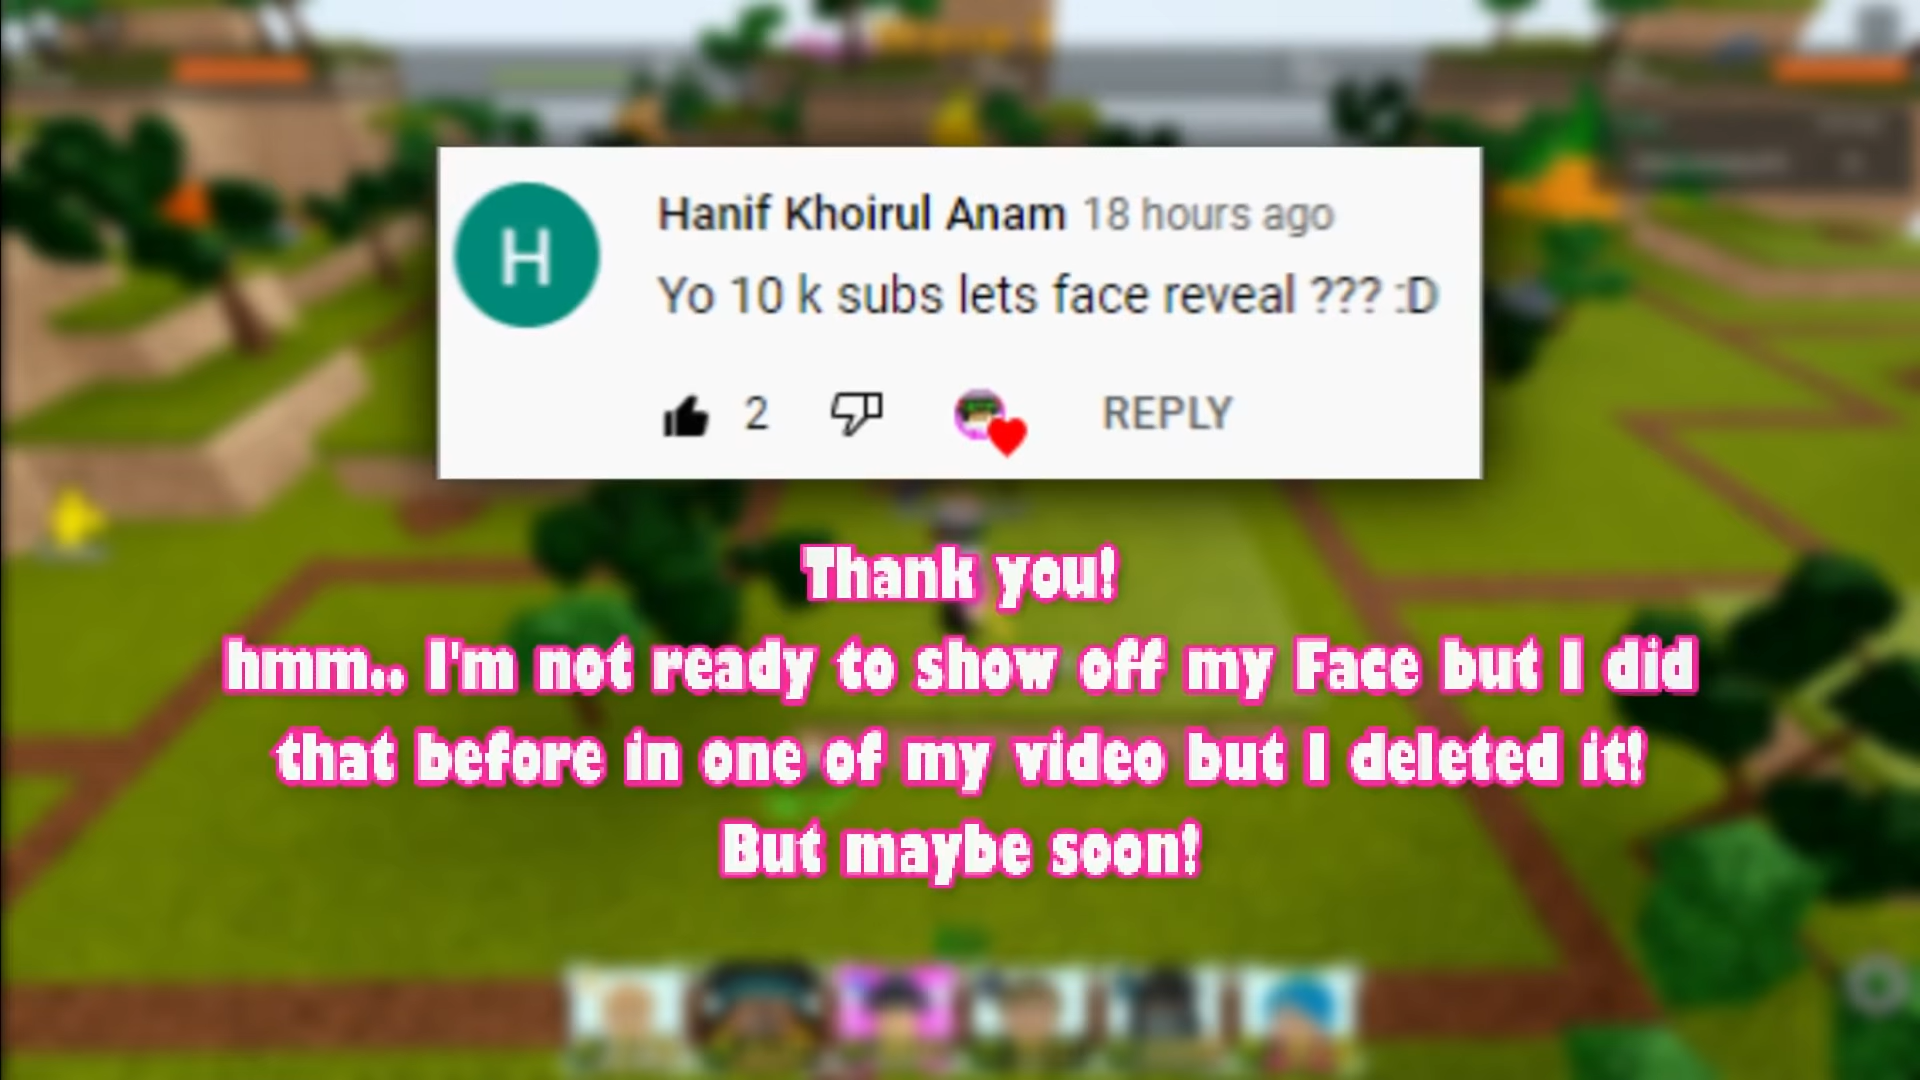 H
Hanif Khoirul Anam 18 hours ago
Yo 10 k subs lets face reveal ??? :D
2 REPLY
Thank you!
hmm.. I'm not ready to show off my Face but I did
that before in one of my video but I deleted it!
But maybe soon!